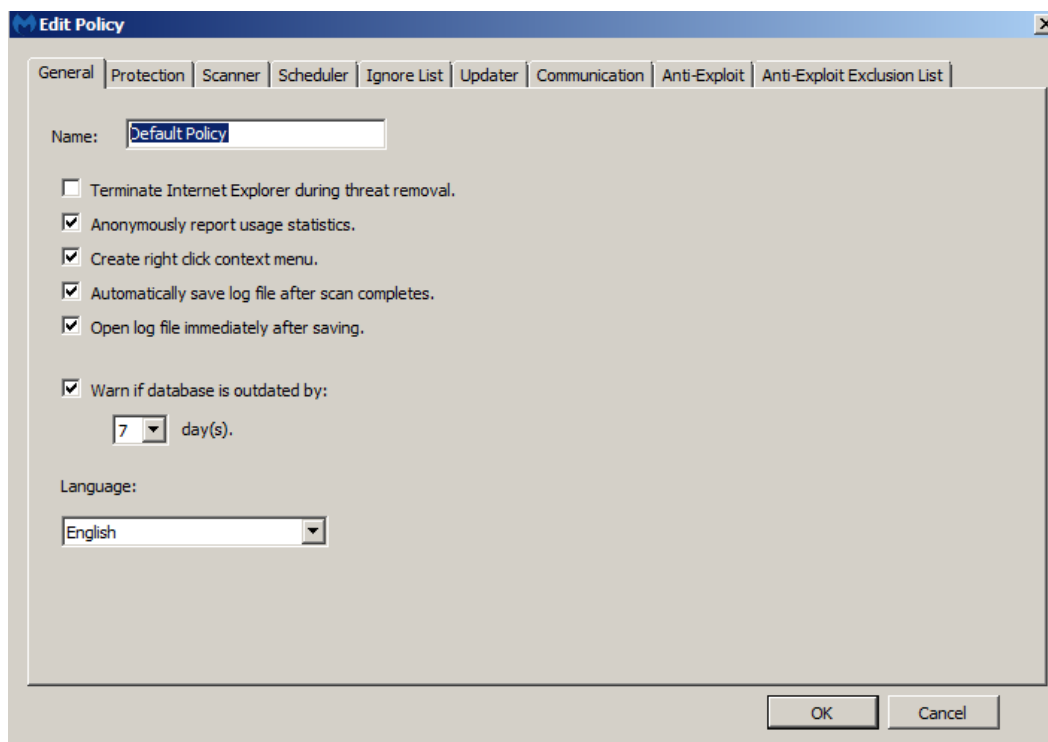 Edit Policy
General Protection Scanner Scheduler Ignore List Updater Communication Anti-Exploit Anti-Exploit Exclusion List
Name: Default Policy
Terminate Internet Explorer during threat removal.
Anonymously report usage statistics.
Create right click context menu.
Automatically save log file after scan completes.
Open log file immediately after saving.
Warn if database is outdated by:
7 day(s).
Language:
English
OK Cancel